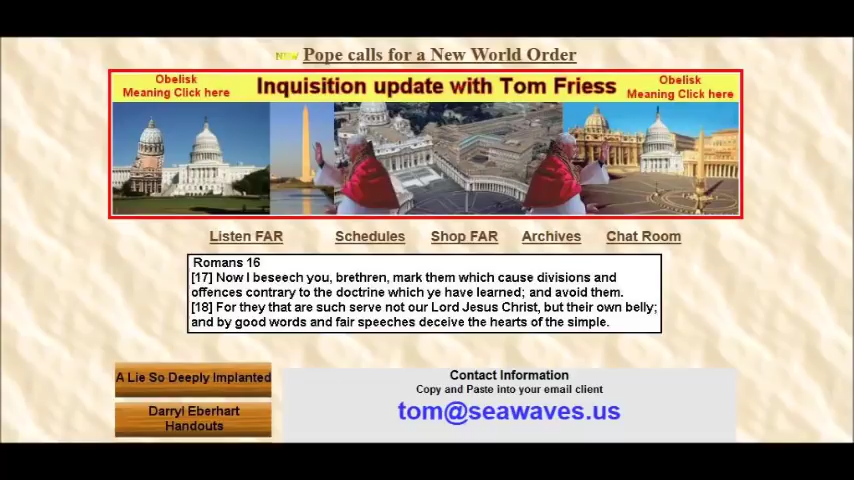 NEW Pope calls for a New World Order
Obelisk
Meaning Click here
Inquisition update with Tom Friess
Obelisk
Meaning Click here
Listen FAR Schedules Shop FAR Archives Chat Room
Romans 16
[17] Now I beseech you, brethren, mark them which cause divisions and
offences contrary to the doctrine which ye have learned; and avoid them.
[18] For they that are such serve not our Lord Jesus Christ, but their own belly;
and by good words and fair speeches deceive the hearts of the simple.
A Lie So Deeply Implanted
Darryl Eberhart
Handouts
Contact Information
Copy and Paste into your email client
tom@seawaves.us